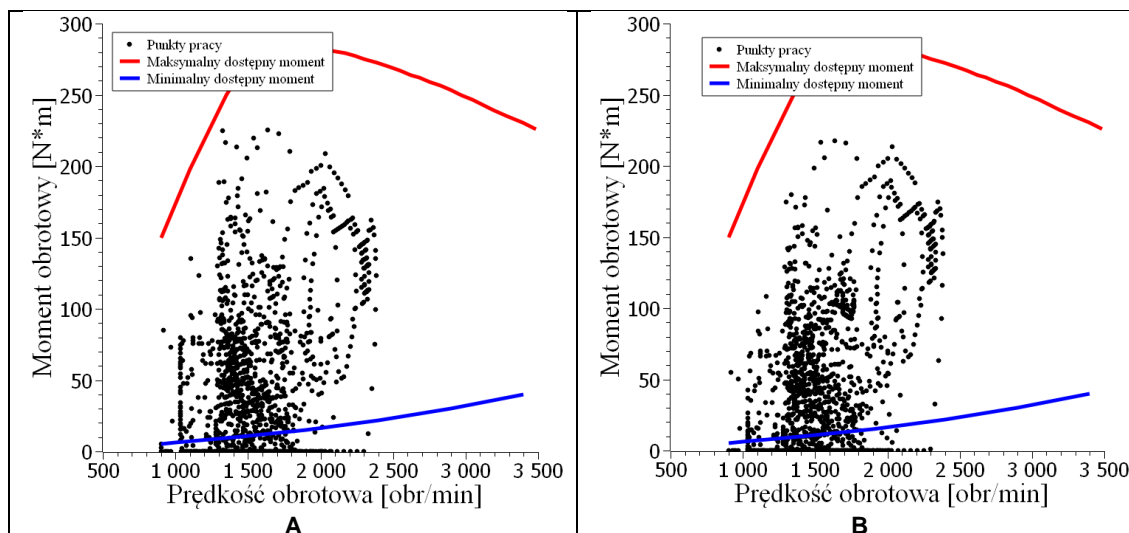 300
250
200
150
100
50
0
Moment obrotowy [N*m]
Punkty pracy
Maksymalny dostępny moment
Minimalny dostępny moment
500
1 000
1 500
2 000
2 500
3 000
3 500
Prędkość obrotowa [obr/min]
A
300
250
200
150
100
50
0
Moment obrotowy [N*m]
Punkty pracy
Maksymalny dostępny moment
Minimalny dostępny moment
500
1 000
1 500
2 000
2 500
3 000
3 500
Prędkość obrotowa [obr/min]
B